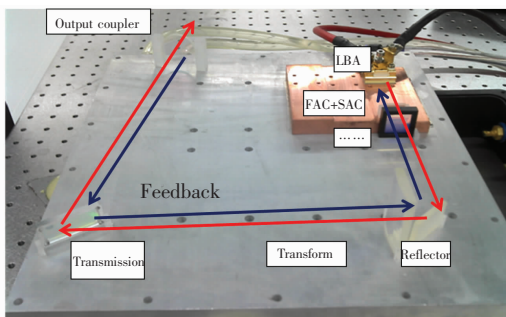 Output coupler
LBA
FAC+SAC
……
Feedback
Transmission
Transform
Reflector